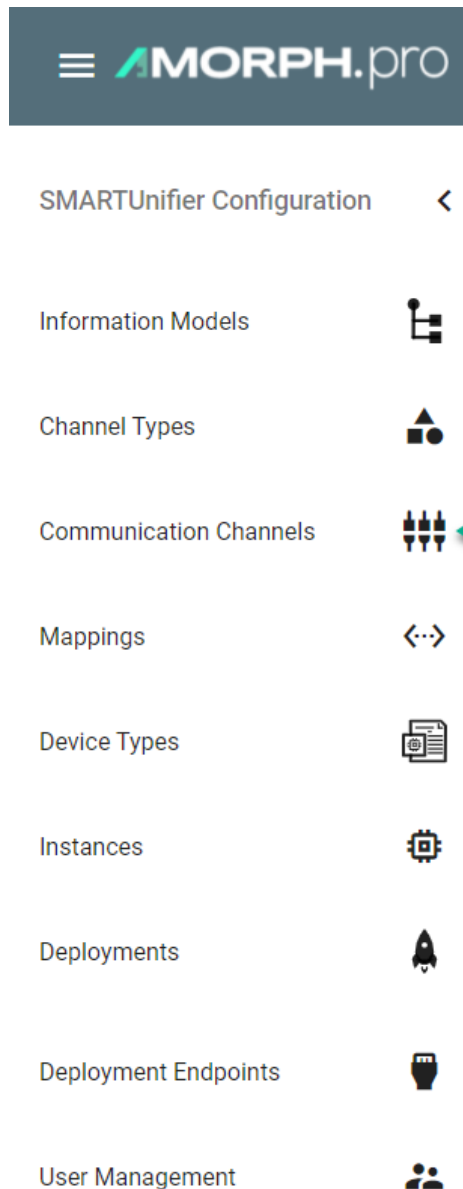 AMORPH.pro
SMARTUnifier Configuration
Information Models
Channel Types
Communication Channels
Mappings
Device Types
Instances
Deployments
Deployment Endpoints
User Management